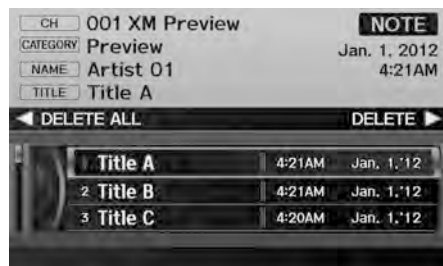 CH 001 XM Preview NOTE
CATEGORY Preview Jan. 1, 2012
NAME Artist 01 4:21AM
TITLE Title A
DELETE ALL DELETE
1 Title A 4:21AM Jan. 1,'12
2 Title B 4:21AM Jan. 1,'12
3 Title C 4:20AM Jan. 1,'12